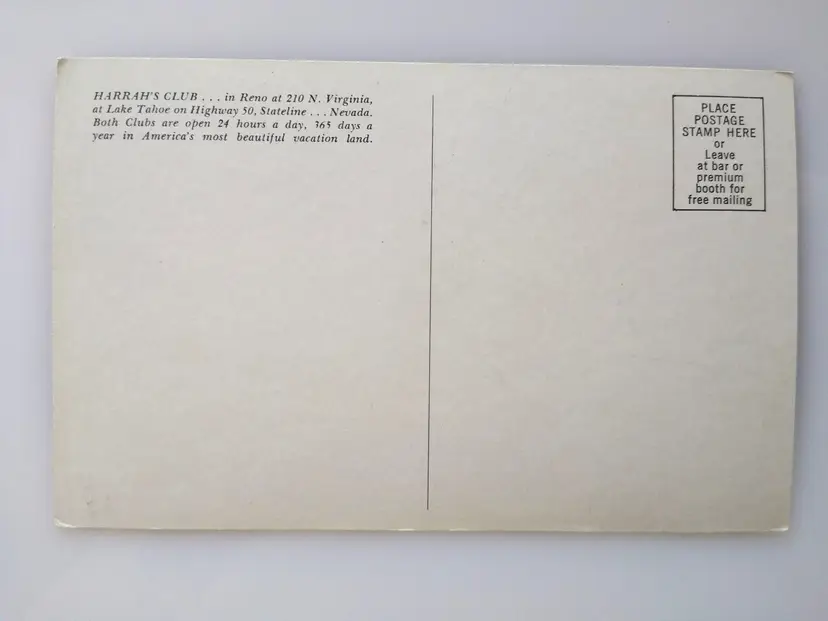 HARRAH'S CLUB . . . in Reno at 210 N. Virginia,
at Lake Tahoe on Highway 50, Stateline . . . Nevada.
Both Clubs are open 24 hours a day, 365 days a
year in America's most beautiful vacation land.
PLACE
POSTAGE
STAMP HERE
or
Leave
at bar or
premium
booth for
free mailing